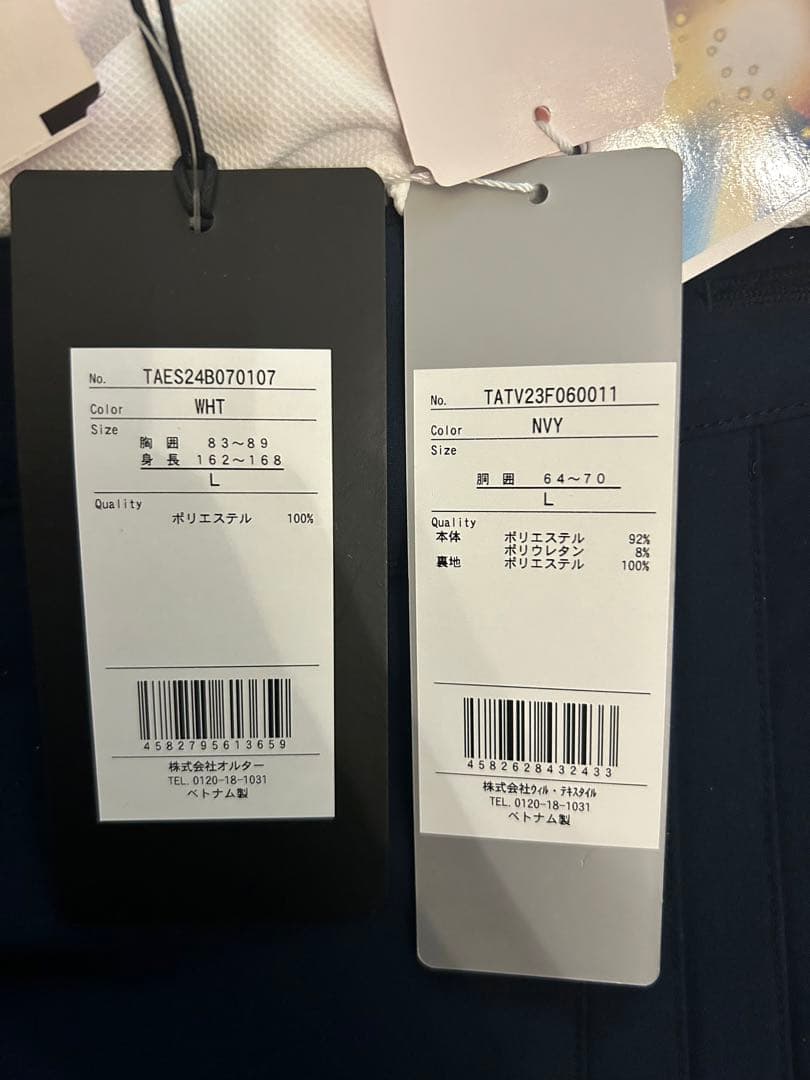 No. TAES24B070107
Color WHT
Size
胸囲 83〜89
身長 162〜168
L
Quality
ポリエステル 100%
4582795613659
株式会社オルター
TEL. 0120-18-1031
ベトナム製
No. TATV23F060011
Color NVY
Size
胴囲 64〜70
L
Quality
本体 ポリエステル 92%
ポリウレタン 8%
裏地 ポリエステル 100%
4582628432433
株式会社ウィル・テキスタイル
TEL. 0120-18-1031
ベトナム製